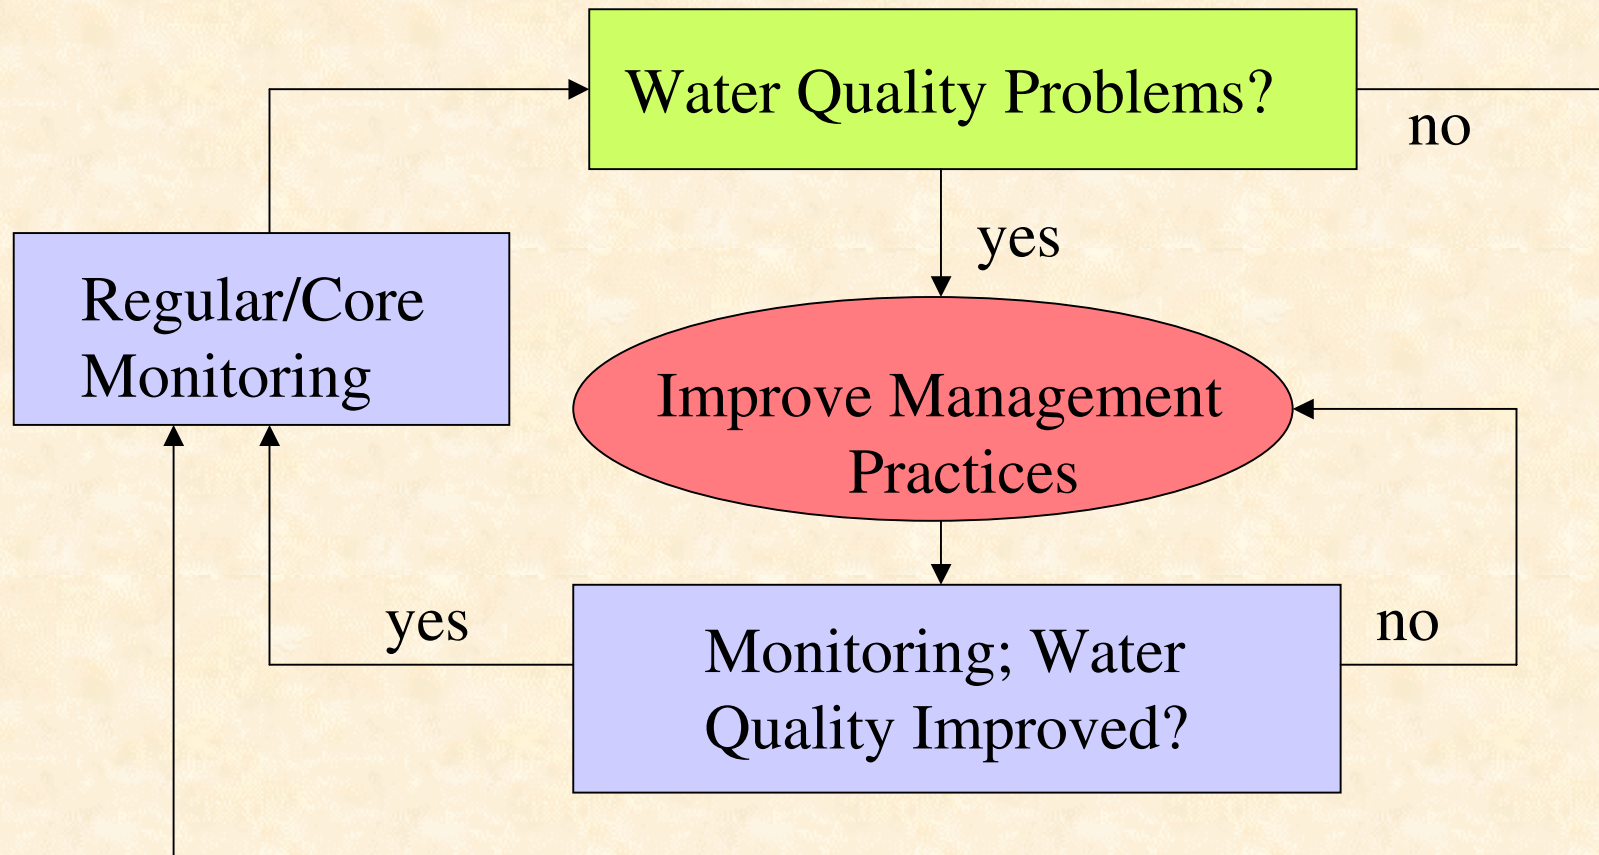 Water Quality Problems?
no
yes
Regular/Core
Monitoring
Improve Management
Practices
yes
no
Monitoring; Water
Quality Improved?